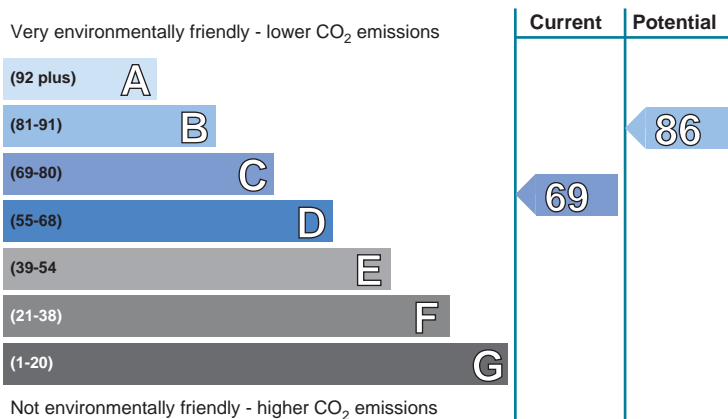 Very environmentally friendly - lower CO2 emissions
Current
Potential
(92 plus) A
(81-91) B
86
(69-80) C
69
(55-68) D
(39-54 E
(21-38) F
(1-20) G
Not environmentally friendly - higher CO2 emissions